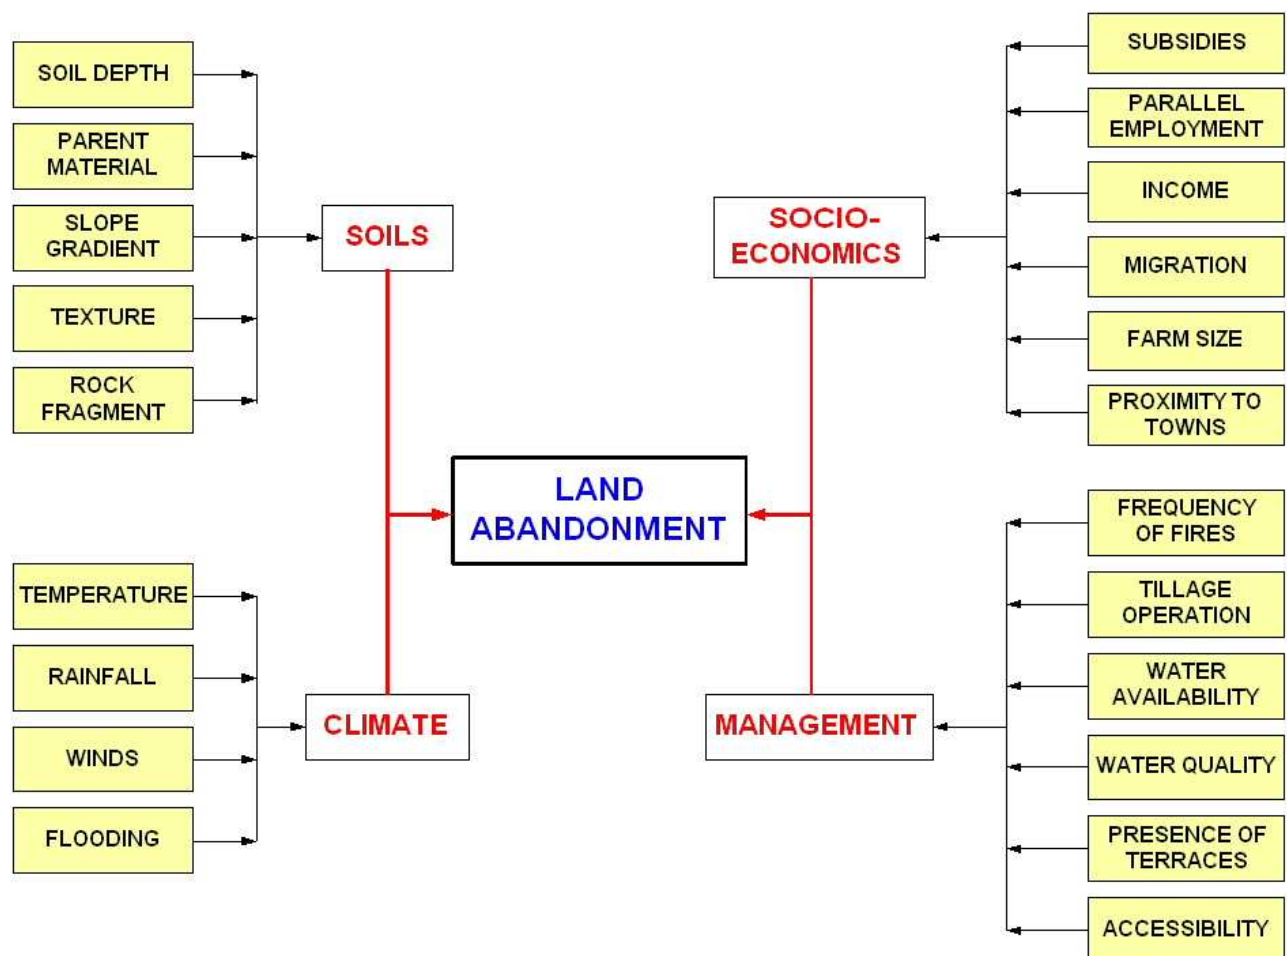 SOIL DEPTH
PARENT
MATERIAL
SLOPE
GRADIENT
TEXTURE
ROCK
FRAGMENT
SOILS
TEMPERATURE
RAINFALL
WINDS
FLOODING
CLIMATE
LAND
ABANDONMENT
SOCIO-
ECONOMICS
SUBSIDIES
PARALLEL
EMPLOYMENT
INCOME
MIGRATION
FARM SIZE
PROXIMITY TO
TOWNS
MANAGEMENT
FREQUENCY
OF FIRES
TILLAGE
OPERATION
WATER
AVAILABILITY
WATER QUALITY
PRESENCE OF
TERRACES
ACCESSIBILITY